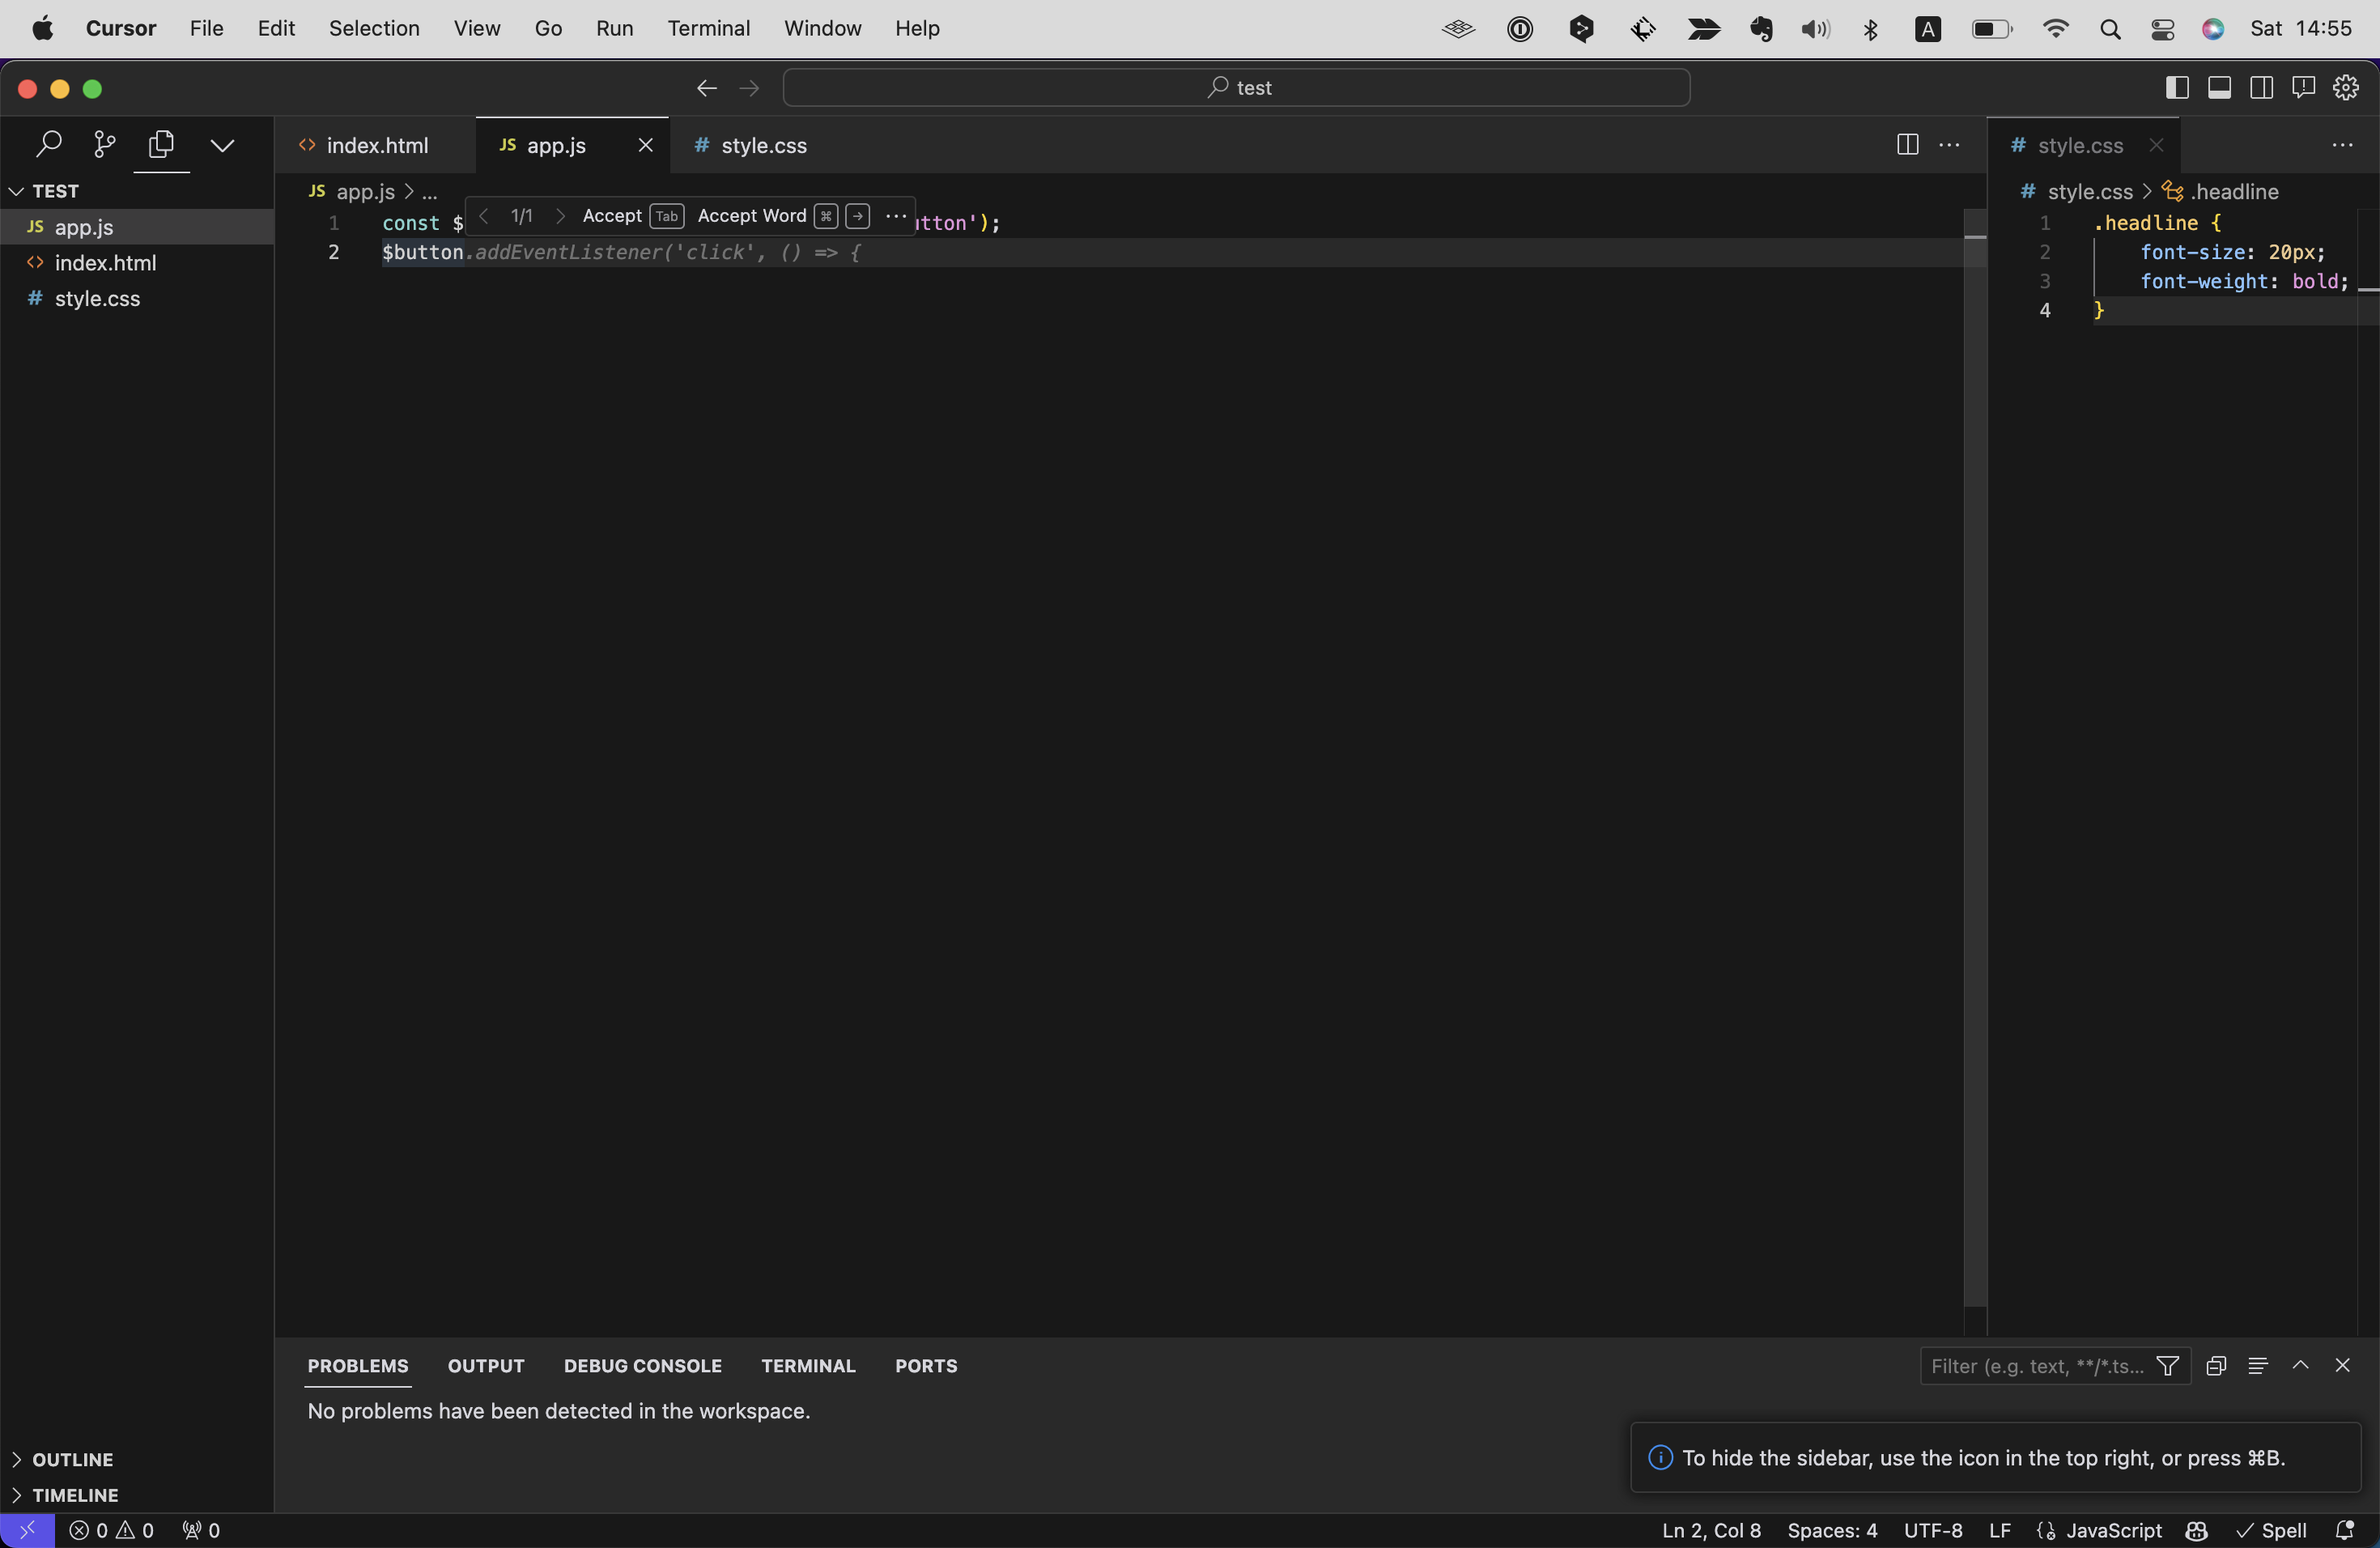 Cursor File Edit Selection View Go Run Terminal Window Help A Sat 14:55
test
index.html JS app.js # style.css # style.css
TEST
JS app.js > ... # style.css > .headline
< 1/1 > Accept Tab Accept Word ⌘ → ...
1 const $ utton');
2 $button.addEventListener('click', () => {
1 .headline {
2 font-size: 20px;
3 font-weight: bold;
4 }
JS app.js
<> index.html
# style.css
PROBLEMS OUTPUT DEBUG CONSOLE TERMINAL PORTS Filter (e.g. text, **/*.ts...
No problems have been detected in the workspace.
To hide the sidebar, use the icon in the top right, or press ⌘B.
OUTLINE
TIMELINE
0 0 0 Ln 2, Col 8 Spaces: 4 UTF-8 LF JavaScript Spell